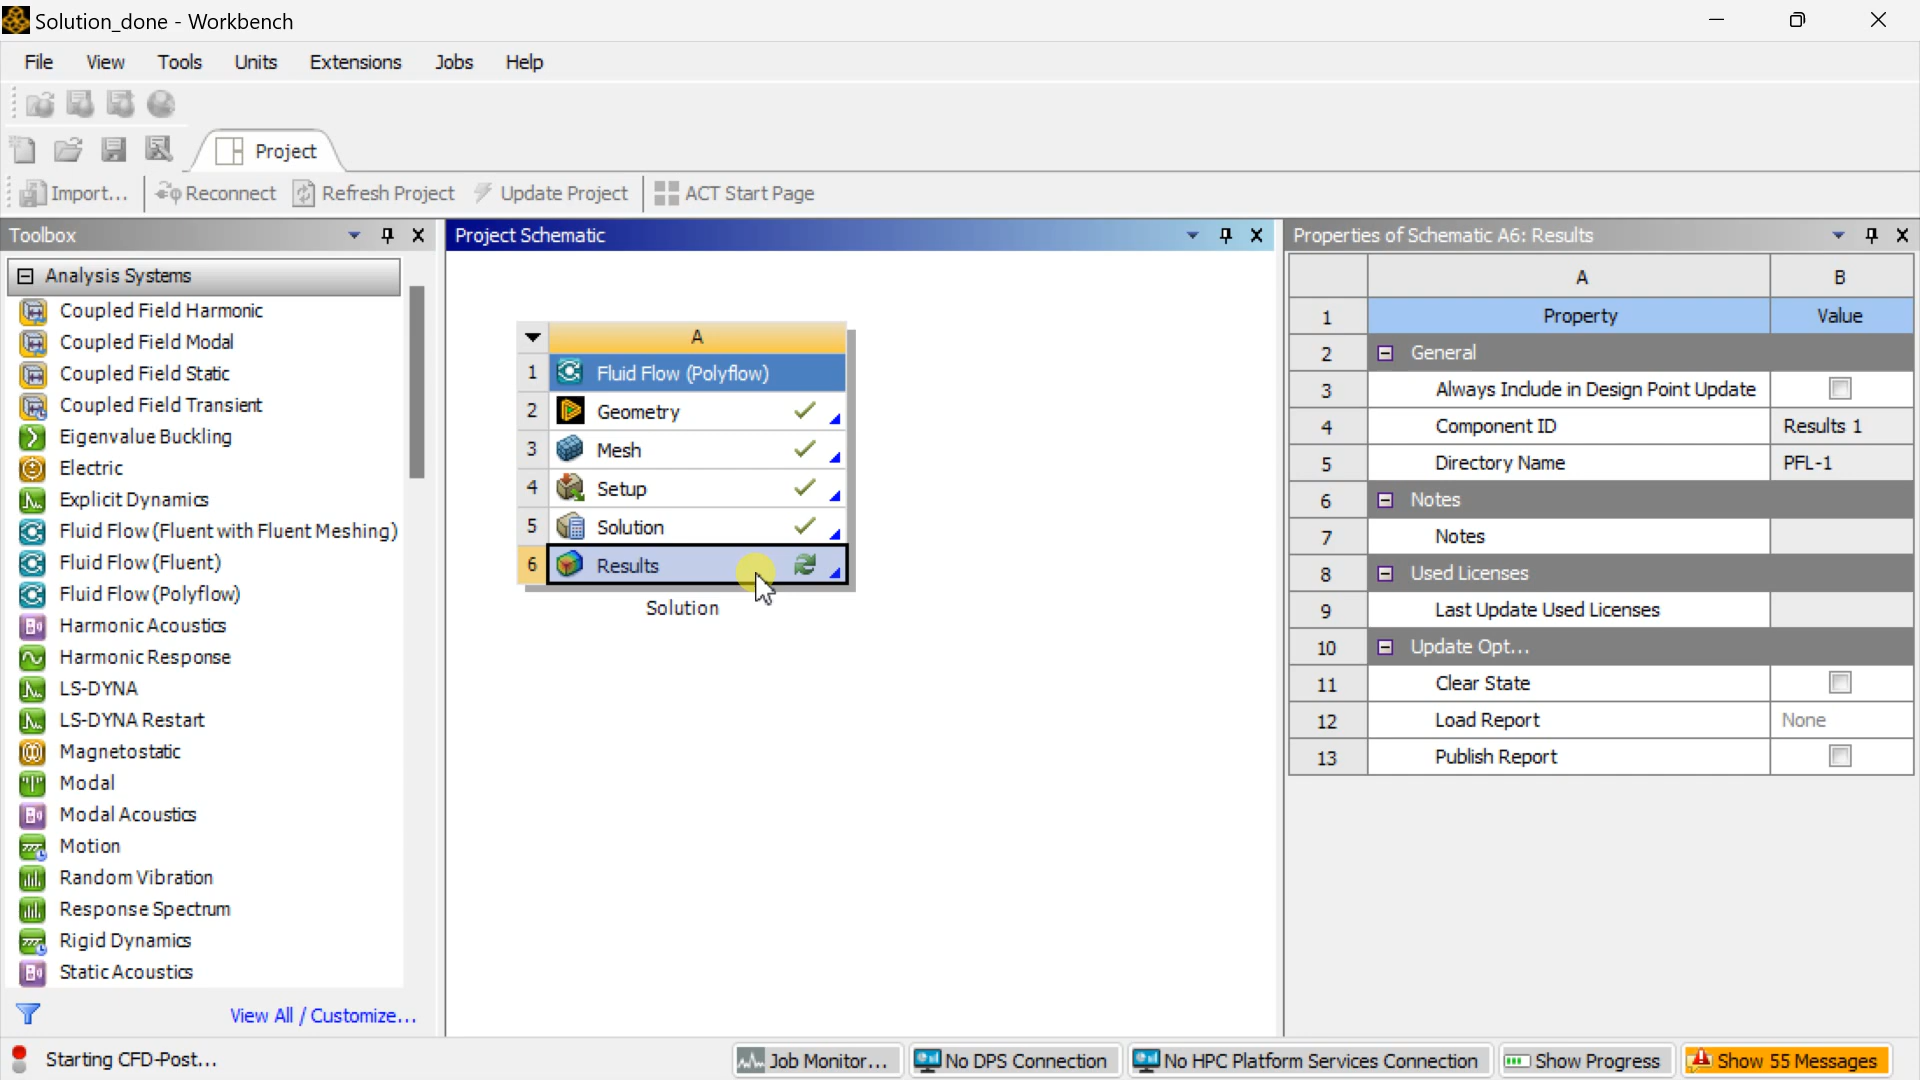 Solution_done - Workbench
File View Tools Units Extensions Jobs Help
Project
Import... Reconnect Refresh Project Update Project ACT Start Page
Toolbox
Analysis Systems
Coupled Field Harmonic
Coupled Field Modal
Coupled Field Static
Coupled Field Transient
Eigenvalue Buckling
Electric
Explicit Dynamics
Fluid Flow (Fluent with Fluent Meshing)
Fluid Flow (Fluent)
Fluid Flow (Polyflow)
Harmonic Acoustics
Harmonic Response
LS-DYNA
LS-DYNA Restart
Magnetostatic
Modal
Modal Acoustics
Motion
Random Vibration
Response Spectrum
Rigid Dynamics
Static Acoustics
View All / Customize...
Project Schematic
A
1 Fluid Flow (Polyflow)
2 Geometry
3 Mesh
4 Setup
5 Solution
6 Results
Solution
Properties of Schematic A6: Results
A B
1 Property Value
2 General
3 Always Include in Design Point Update
4 Component ID Results 1
5 Directory Name PFL-1
6 Notes
7 Notes
8 Used Licenses
9 Last Update Used Licenses
10 Update Opt...
11 Clear State
12 Load Report None
13 Publish Report
Starting CFD-Post... Job Monitor... No DPS Connection No HPC Platform Services Connection Show Progress Show 55 Messages